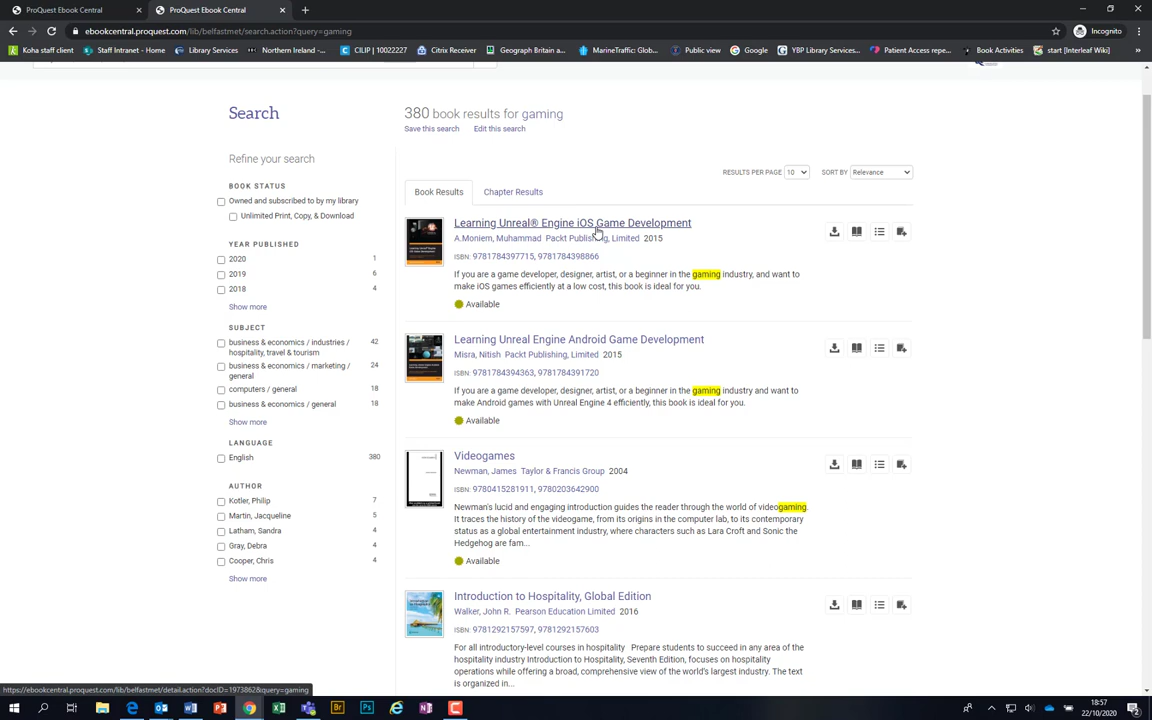 ProQuest Ebook Central
ProQuest Ebook Central
ebookcentral.proquest.com/lib/belfastmet/search.action?query=gaming
Incognito
Koha staff client
Staff Intranet - Home
Library Services
Northern Ireland -...
CILIP | 10022227
Citrix Receiver
Geograph Britain a...
MarineTraffic: Glob...
Public view
Google
YBP Library Services...
Patient Access repe...
Book Activities
start [Interleaf Wiki]
Search
380 book results for gaming
Save this search
Edit this search
Refine your search
RESULTS PER PAGE 10
SORT BY Relevance
BOOK STATUS
Owned and subscribed to by my library
Unlimited Print, Copy, & Download
YEAR PUBLISHED
2020 1
2019 6
2018 4
Show more
SUBJECT
business & economics / industries / 42
hospitality, travel & tourism
business & economics / marketing / 24
general
computers / general 18
business & economics / general 18
Show more
LANGUAGE
English 380
AUTHOR
Kotler, Philip 7
Martin, Jacqueline 5
Latham, Sandra 4
Gray, Debra 4
Cooper, Chris 4
Show more
Book Results
Chapter Results
Learning Unreal® Engine iOS Game Development
A.Moniem, Muhammad Packt Publishing, Limited 2015
ISBN: 9781784397715, 9781784398866
If you are a game developer, designer, artist, or a beginner in the gaming industry, and want to
make iOS games efficiently at a low cost, this book is ideal for you.
Available
Learning Unreal Engine Android Game Development
Misra, Nitish Packt Publishing, Limited 2015
ISBN: 9781784394363, 9781784391720
If you are a game developer, designer, artist, or a beginner in the gaming industry and want to
make Android games with Unreal Engine 4 efficiently, this book is ideal for you.
Available
Videogames
Newman, James Taylor & Francis Group 2004
ISBN: 9780415281911, 9780203642900
Newman's lucid and engaging introduction guides the reader through the world of videogaming.
It traces the history of the videogame, from its origins in the computer lab, to its contemporary
status as a global entertainment industry, where characters such as Lara Croft and Sonic the
Hedgehog are fam...
Available
Introduction to Hospitality, Global Edition
Walker, John R. Pearson Education Limited 2016
ISBN: 9781292157597, 9781292157603
For all introductory-level courses in hospitality Prepare students to succeed in any area of the
hospitality industry Introduction to Hospitality, Seventh Edition, focuses on hospitality
operations while offering a broad, comprehensive view of the world's largest industry. The text
is organized in...
https://ebookcentral.proquest.com/lib/belfastmet/detail.action?docID=1973862&query=gaming
18:57
22/10/2020